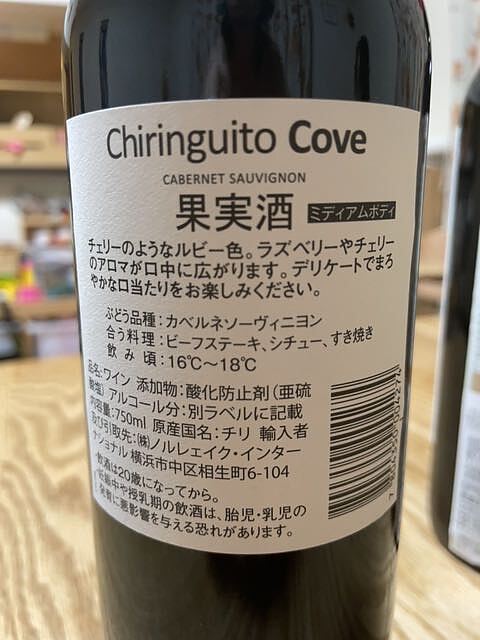 Chiringuito Cove
CABERNET SAUVIGNON
果実酒 ミディアムボディ
チェリーのようなルビー色。ラズベリーやチェリー
のアロマが口中に広がります。デリケートでまろ
やかな口当たりをお楽しみください。
ぶどう品種：カベルネソーヴィニヨン
合う料理：ビーフステーキ、シチュー、すき焼き
飲み頃：16℃～18℃
品名：ワイン 添加物：酸化防止剤（亜硫
酸塩）アルコール分：別ラベルに記載
内容量：750ml 原産国名：チリ 輸入者
及び引取先：㈱ノルレェイク・インター
ナショナル 横浜市中区相生町6-104
飲酒は20歳になってから。
妊娠中や授乳期の飲酒は、胎児・乳児の
発育に悪影響を与える恐れがあります。